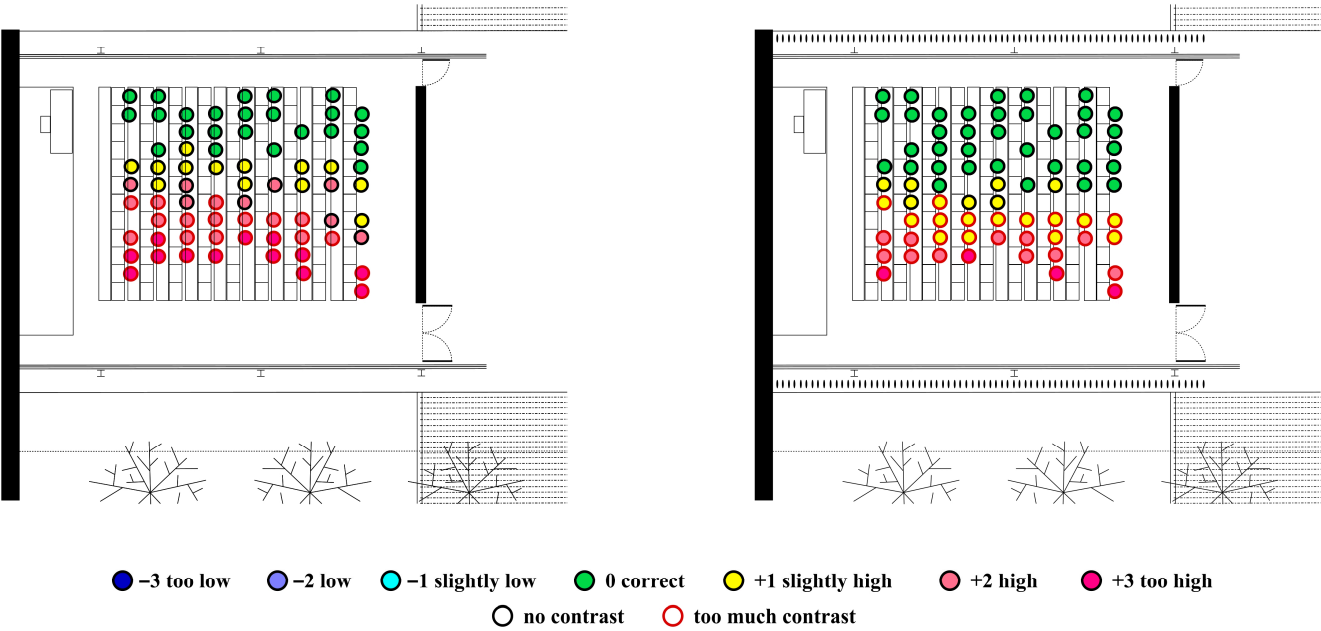 −3 too low −2 low −1 slightly low 0 correct +1 slightly high +2 high +3 too high
no contrast too much contrast